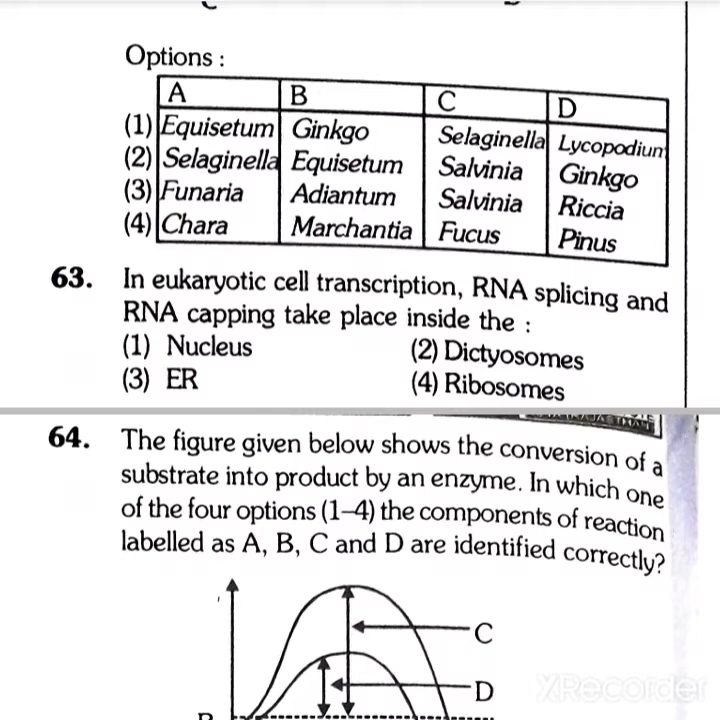 Options :
A B C D
(1) Equisetum Ginkgo Selaginella Lycopodium
(2) Selaginella Equisetum Salvinia Ginkgo
(3) Funaria Adiantum Salvinia Riccia
(4) Chara Marchantia Fucus Pinus
63. In eukaryotic cell transcription, RNA splicing and
RNA capping take place inside the :
(1) Nucleus (2) Dictyosomes
(3) ER (4) Ribosomes
64. The figure given below shows the conversion of a
substrate into product by an enzyme. In which one
of the four options (1–4) the components of reaction
labelled as A, B, C and D are identified correctly?
C
D
XRecorder